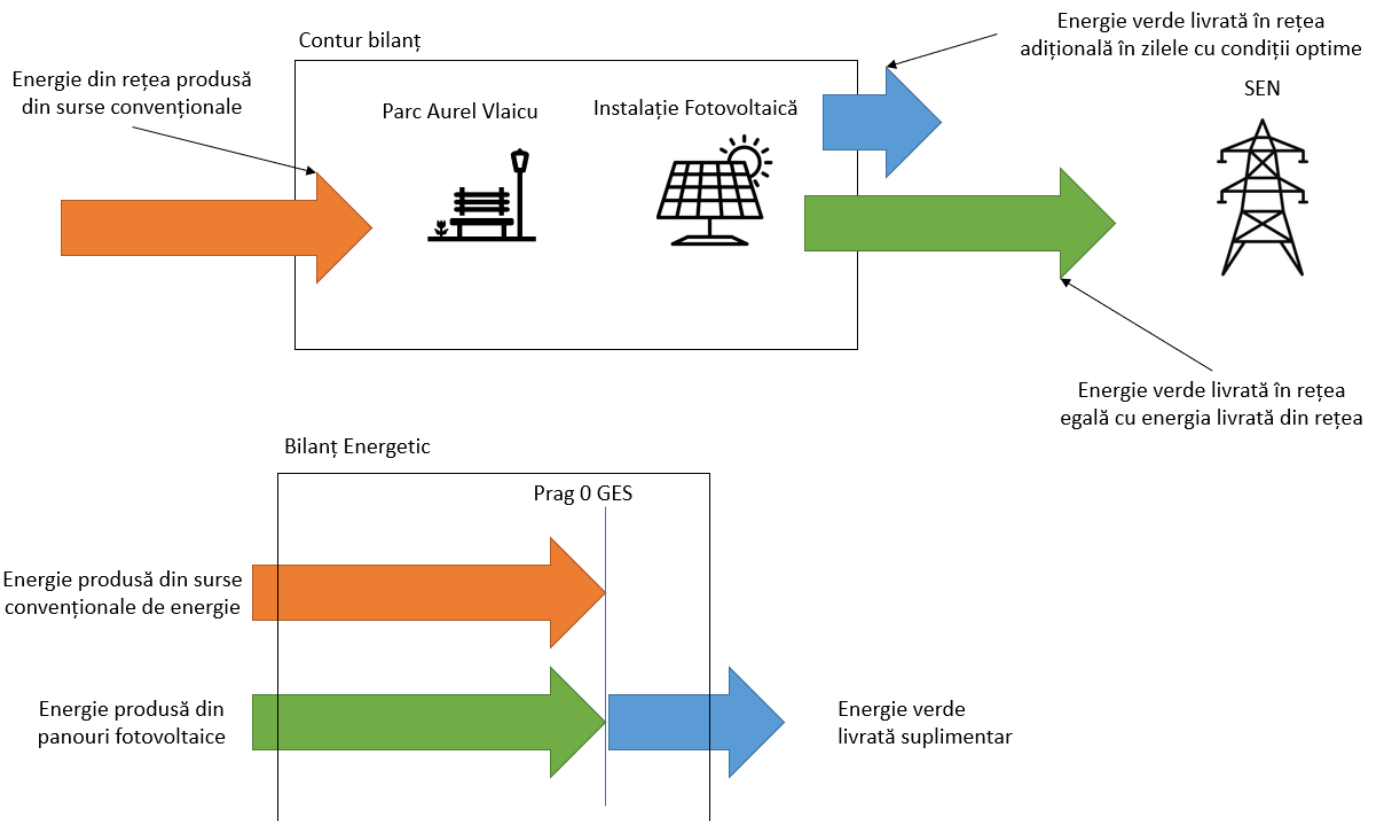 Energie verde livrată în rețea
adițională în zilele cu condiții optime
Contur bilanț
Energie din rețea produsă
din surse convenționale
SEN
Parc Aurel Vlaicu
Instalație Fotovoltaică
Energie verde livrată în rețea
egală cu energia livrată din rețea
Bilanț Energetic
Prag 0 GES
Energie produsă din surse
convenționale de energie
Energie produsă din
panouri fotovoltaice
Energie verde
livrată suplimentar